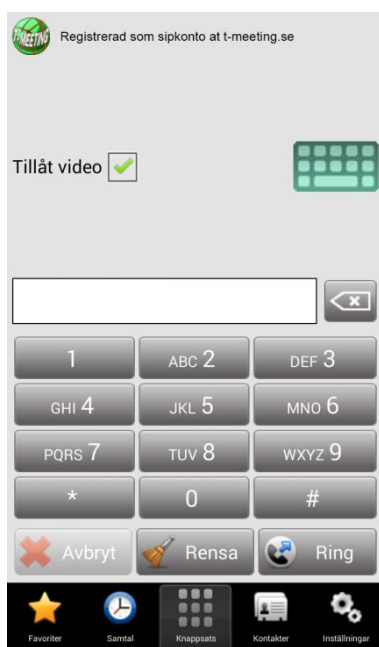 T-MEETING
Registrerad som sipkonto at t-meeting.se
Tillåt video
1 ABC 2 DEF 3
GHI 4 JKL 5 MNO 6
PQRS 7 TUV 8 WXYZ 9
* 0 #
Avbryt Rensa Ring
Favoriter Samtal Knappsats Kontakter Inställningar